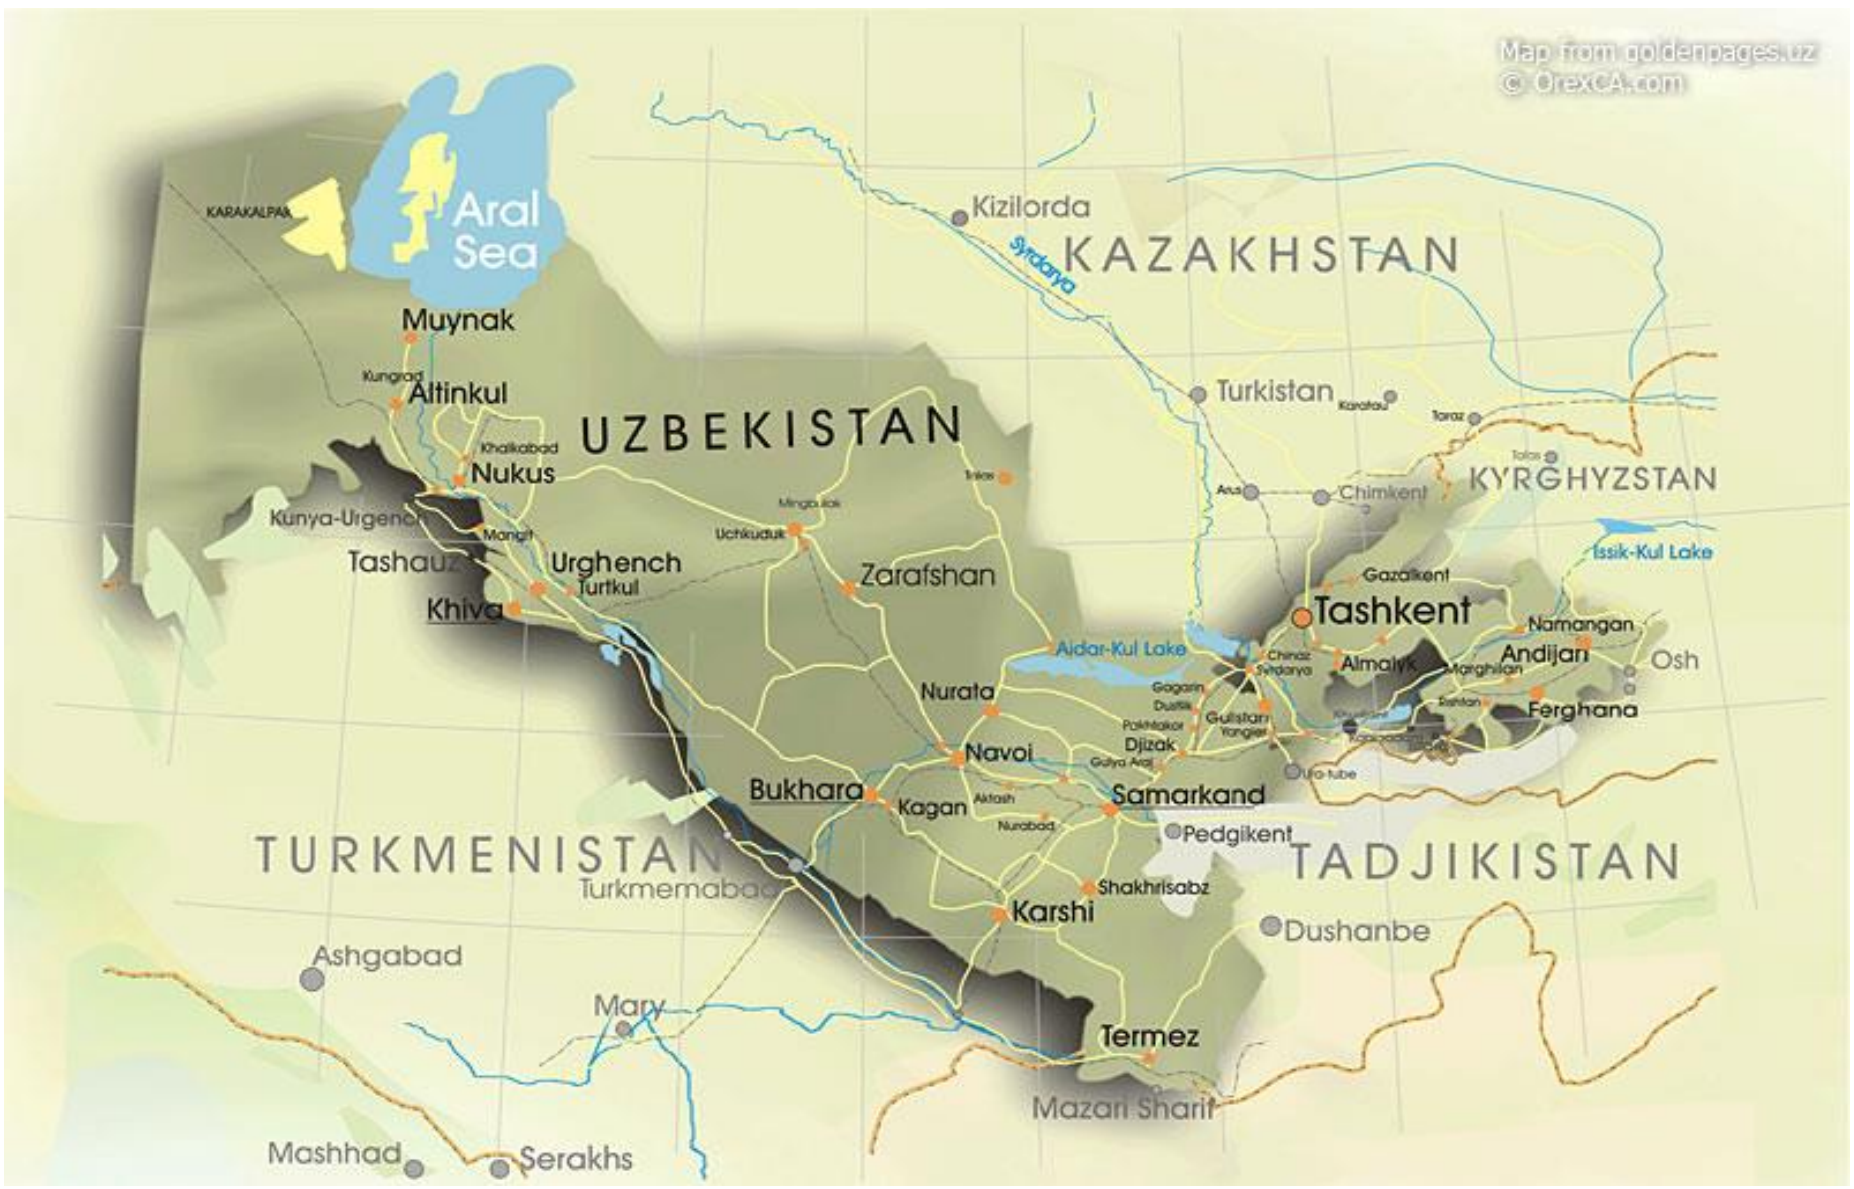 Map from goldenpages.uz
© OrexCA.com
KARAKALPAK
Aral
Sea
Kizilorda
Syrdarya
KAZAKHSTAN
Muynak
Kungrad
Altinkul
UZBEKISTAN
Turkistan
Karatau
Taraz
Khalkabad
Nukus
Talas
KYRGHYZSTAN
Arus
Chimkent
Mingbulak
Uchkuduk
Kunya-Urgench
Mangit
Tashauz
Urghench
Turtkul
Khiva
Zarafshan
Issik-Kul Lake
Gazalkent
Tashkent
Namangan
Andijan
Osh
Aidar-Kul Lake
Chinaz
Syrdarya
Almalyk
Marghilan
Gagarin
Dustlik
Pakhtakor
Gulistan
Yangier
Rishtan
Ferghana
Nurata
Navoi
Djizak
Gulya Aral
Ura-tube
Bukhara
Kagan
Aktash
Nurabad
Samarkand
Pedgikent
TURKMENISTAN
TADJIKISTAN
Turkmernabad
Shakhrisabz
Karshi
Dushanbe
Ashgabad
Mary
Termez
Mazari Sharif
Mashhad
Serakhs